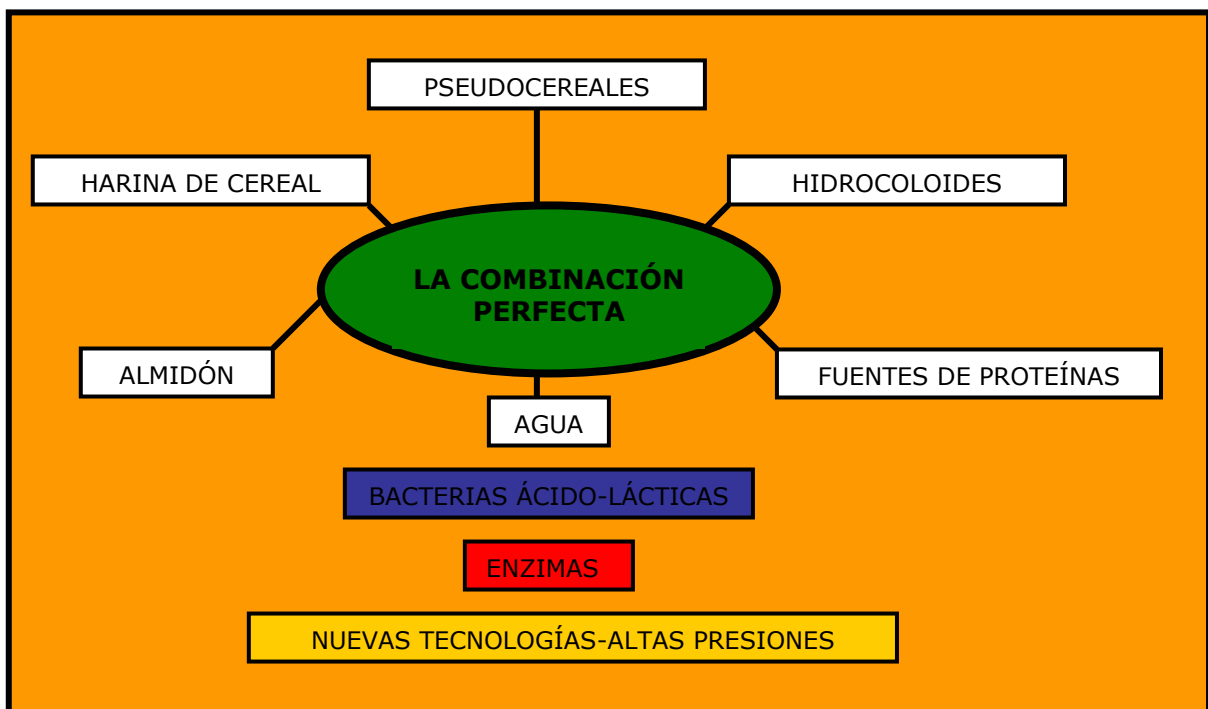 PSEUDOCEREALES
HARINA DE CEREAL
HIDROCOLOIDES
LA COMBINACIÓN
PERFECTA
ALMIDÓN
FUENTES DE PROTEÍNAS
AGUA
BACTERIAS ÁCIDO-LÁCTICAS
ENZIMAS
NUEVAS TECNOLOGÍAS-ALTAS PRESIONES